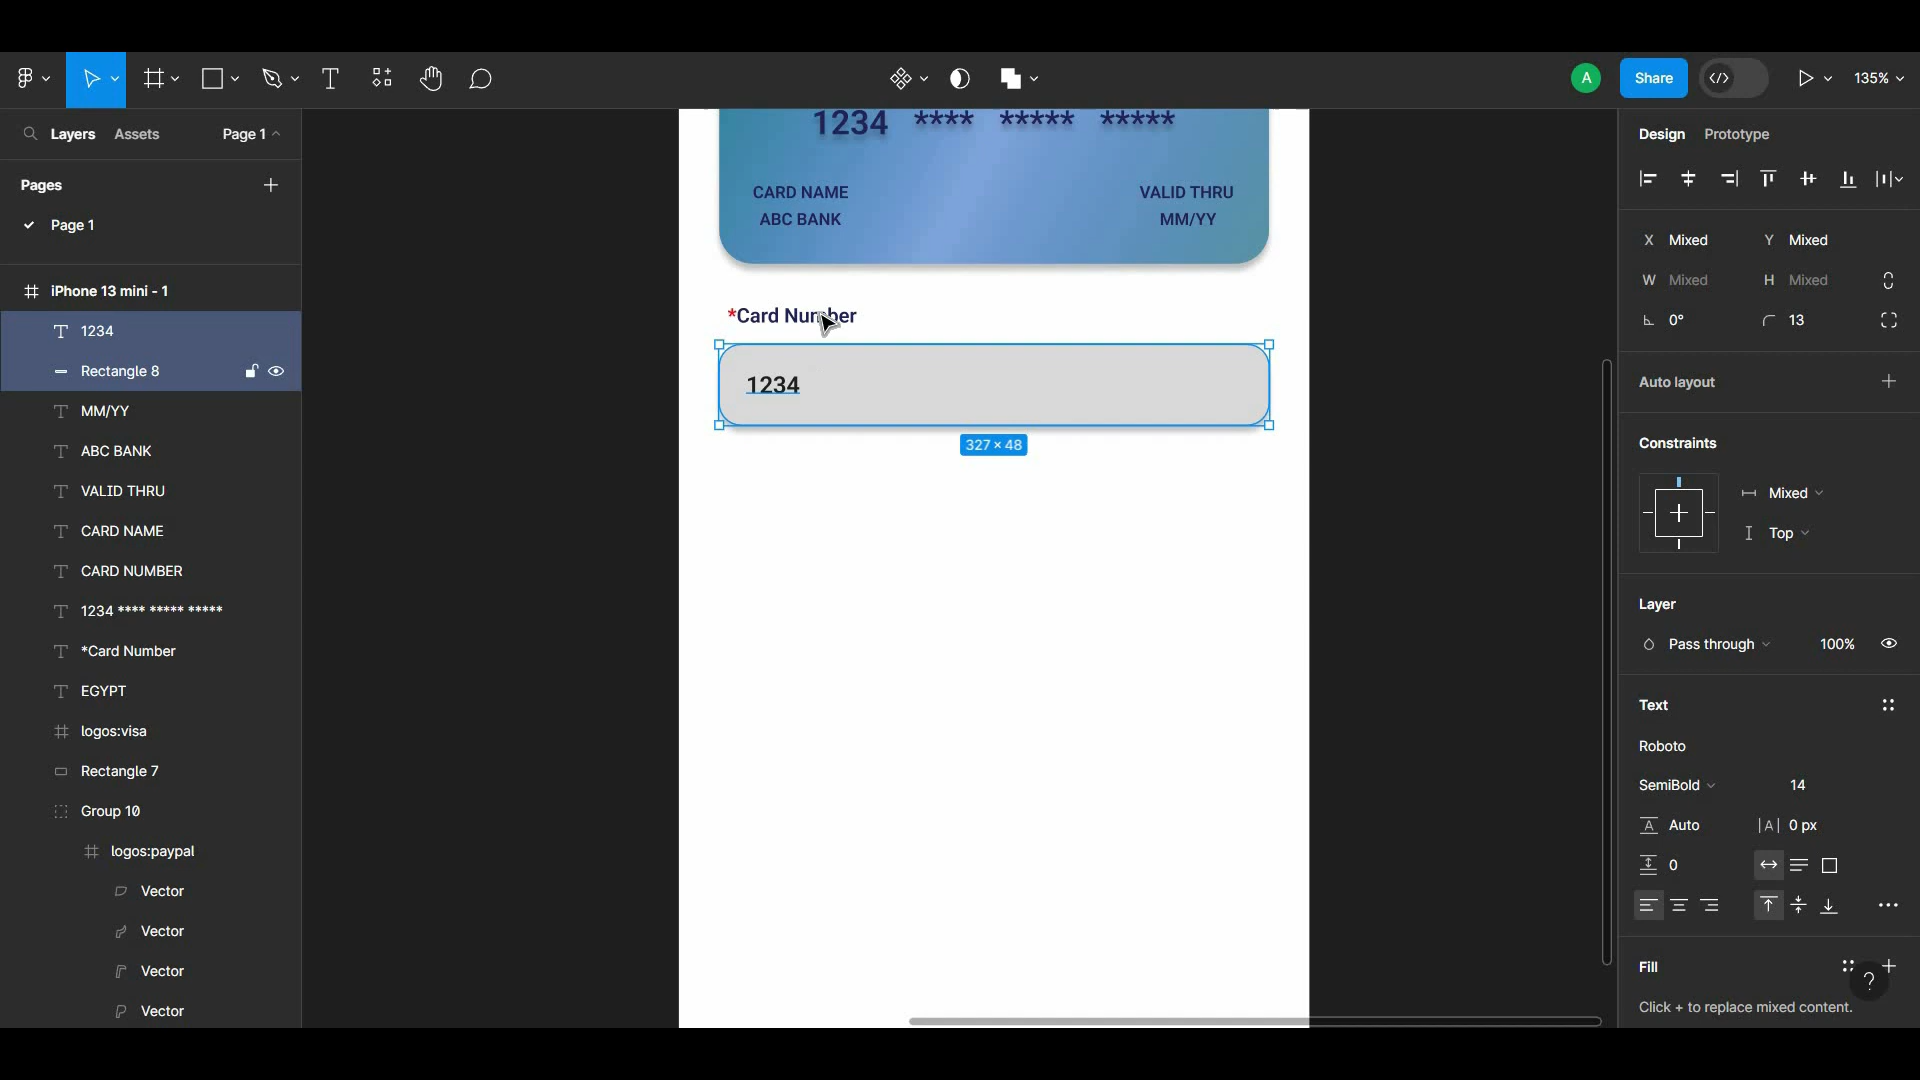 A
Share
135%
Layers
Assets
Page 1
Pages
Page 1
iPhone 13 mini - 1
1234
Rectangle 8
MM/YY
ABC BANK
VALID THRU
CARD NAME
CARD NUMBER
1234 **** ***** *****
*Card Number
EGYPT
logos:visa
Rectangle 7
Group 10
logos:paypal
Vector
Vector
Vector
Vector
1234 **** ***** *****
CARD NAME
VALID THRU
ABC BANK
MM/YY
*Card Number
1234
327 × 48
Design
Prototype
X Mixed
Y Mixed
W Mixed
H Mixed
0°
13
Auto layout
Constraints
Mixed
Top
Layer
Pass through
100%
Text
Roboto
SemiBold
14
A Auto
|A| 0 px
0
Fill
?
Click + to replace mixed content.